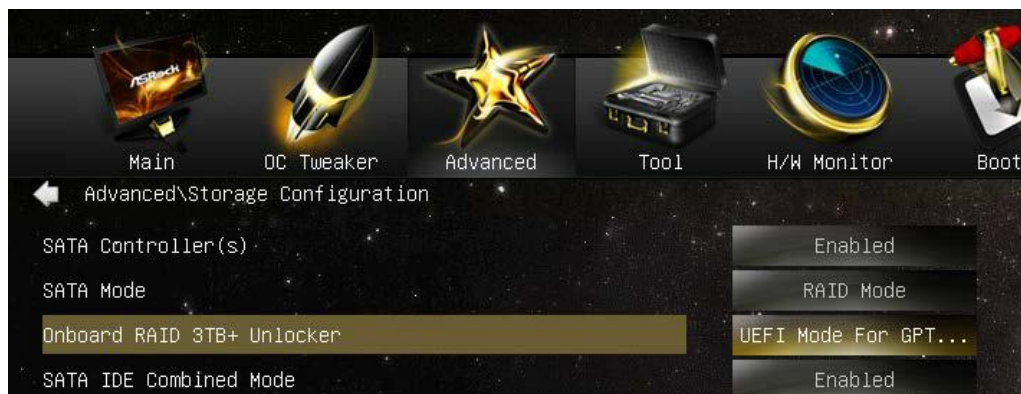 ASRock
Main OC Tweaker Advanced Tool H/W Monitor Boot
Advanced\Storage Configuration
SATA Controller(s) Enabled
SATA Mode RAID Mode
Onboard RAID 3TB+ Unlocker UEFI Mode For GPT...
SATA IDE Combined Mode Enabled